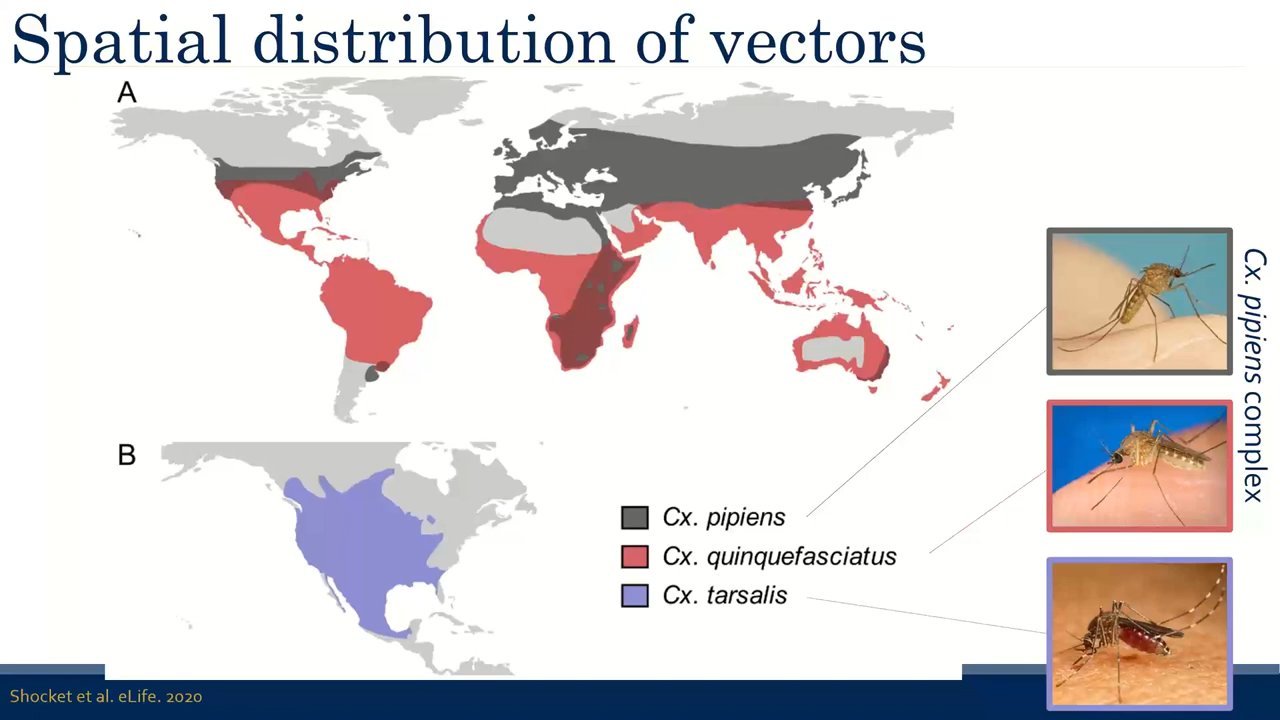 Spatial distribution of vectors
A
B
Cx. pipiens
Cx. quinquefasciatus
Cx. tarsalis
Cx. pipiens complex
Shocket et al. eLife. 2020